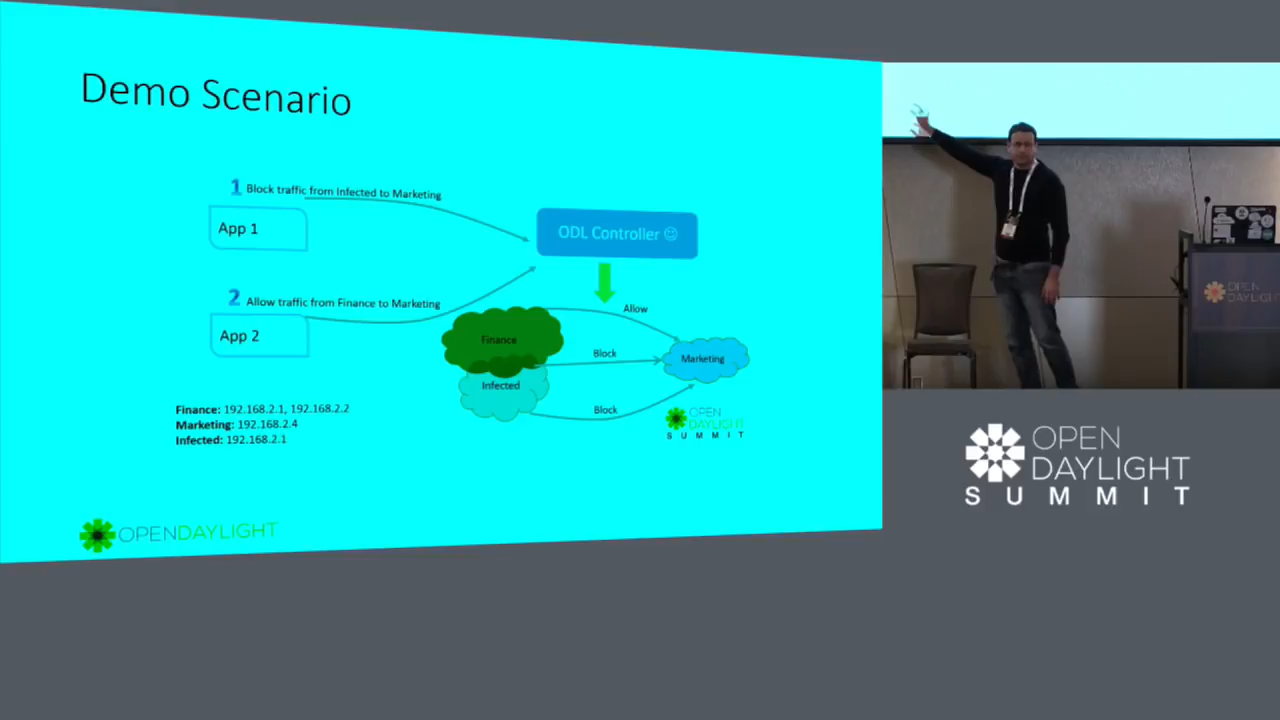 Demo Scenario
1 Block traffic from Infected to Marketing
App 1
ODL Controller ☺
2 Allow traffic from Finance to Marketing
App 2
Allow
Finance
Block
Marketing
Infected
Block
Finance: 192.168.2.1, 192.168.2.2
Marketing: 192.168.2.4
Infected: 192.168.2.1
OPEN
DAYLIGHT
SUMMIT
OPENDAYLIGHT
OPEN
DAYLIGHT
OPEN
DAYLIGHT
SUMMIT